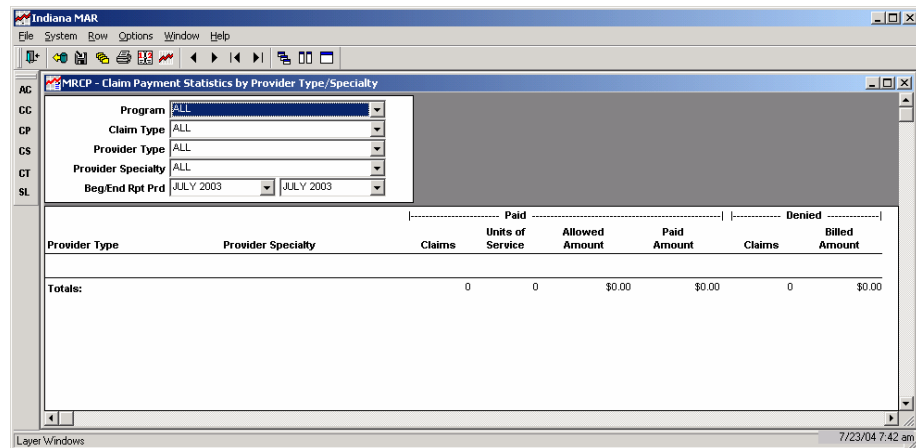 Indiana MAR
File System Row Options Window Help
AC
CC
CP
CS
CT
SL
MRCP - Claim Payment Statistics by Provider Type/Specialty
Program ALL
Claim Type ALL
Provider Type ALL
Provider Specialty ALL
Beg/End Rpt Prd JULY 2003 JULY 2003
|---------------------- Paid ----------------------------------------------| |------------ Denied -------------|
Provider Type Provider Specialty Claims Units of Service Allowed Amount Paid Amount Claims Billed Amount
Totals: 0 0 $0.00 $0.00 0 $0.00
Layer Windows 7/23/04 7:42 am